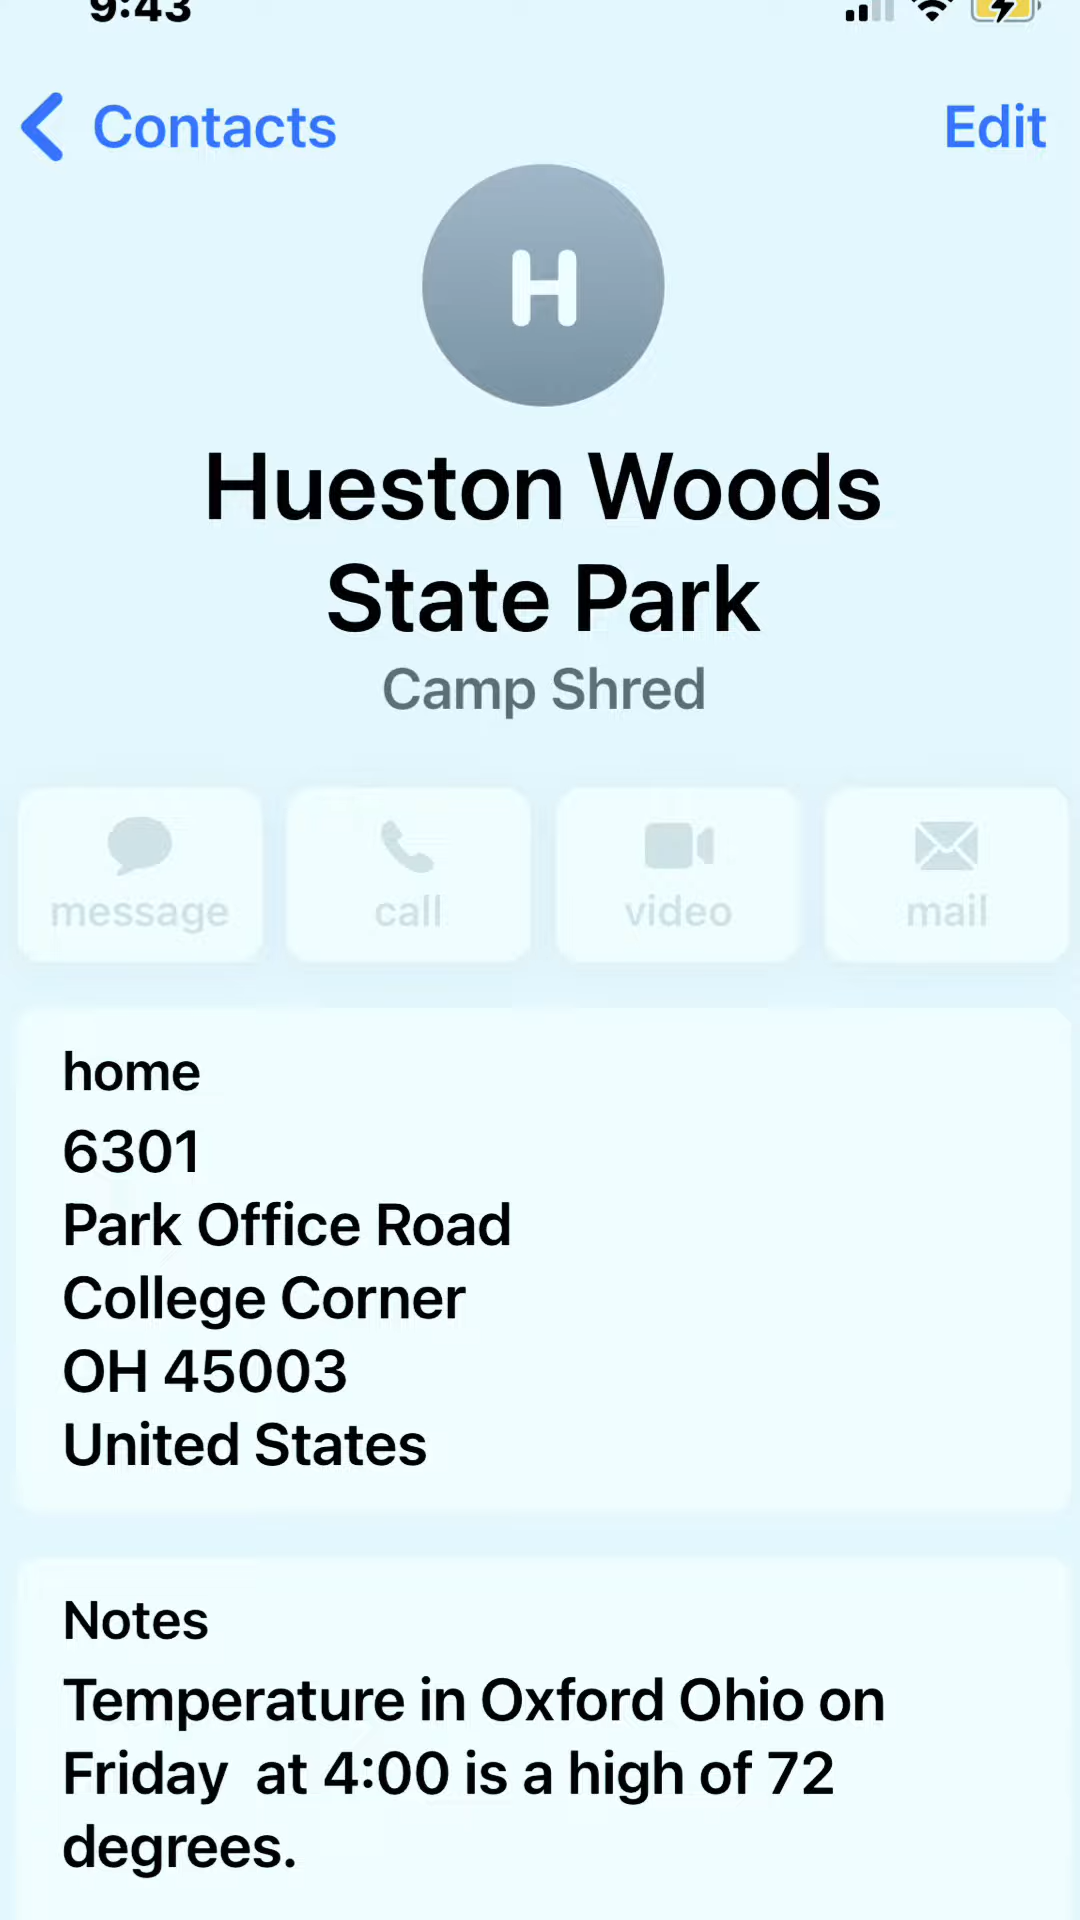 9:43
Contacts
Edit
H
Hueston Woods
State Park
Camp Shred
message
call
video
mail
home
6301
Park Office Road
College Corner
OH 45003
United States
Notes
Temperature in Oxford Ohio on
Friday  at 4:00 is a high of 72
degrees.